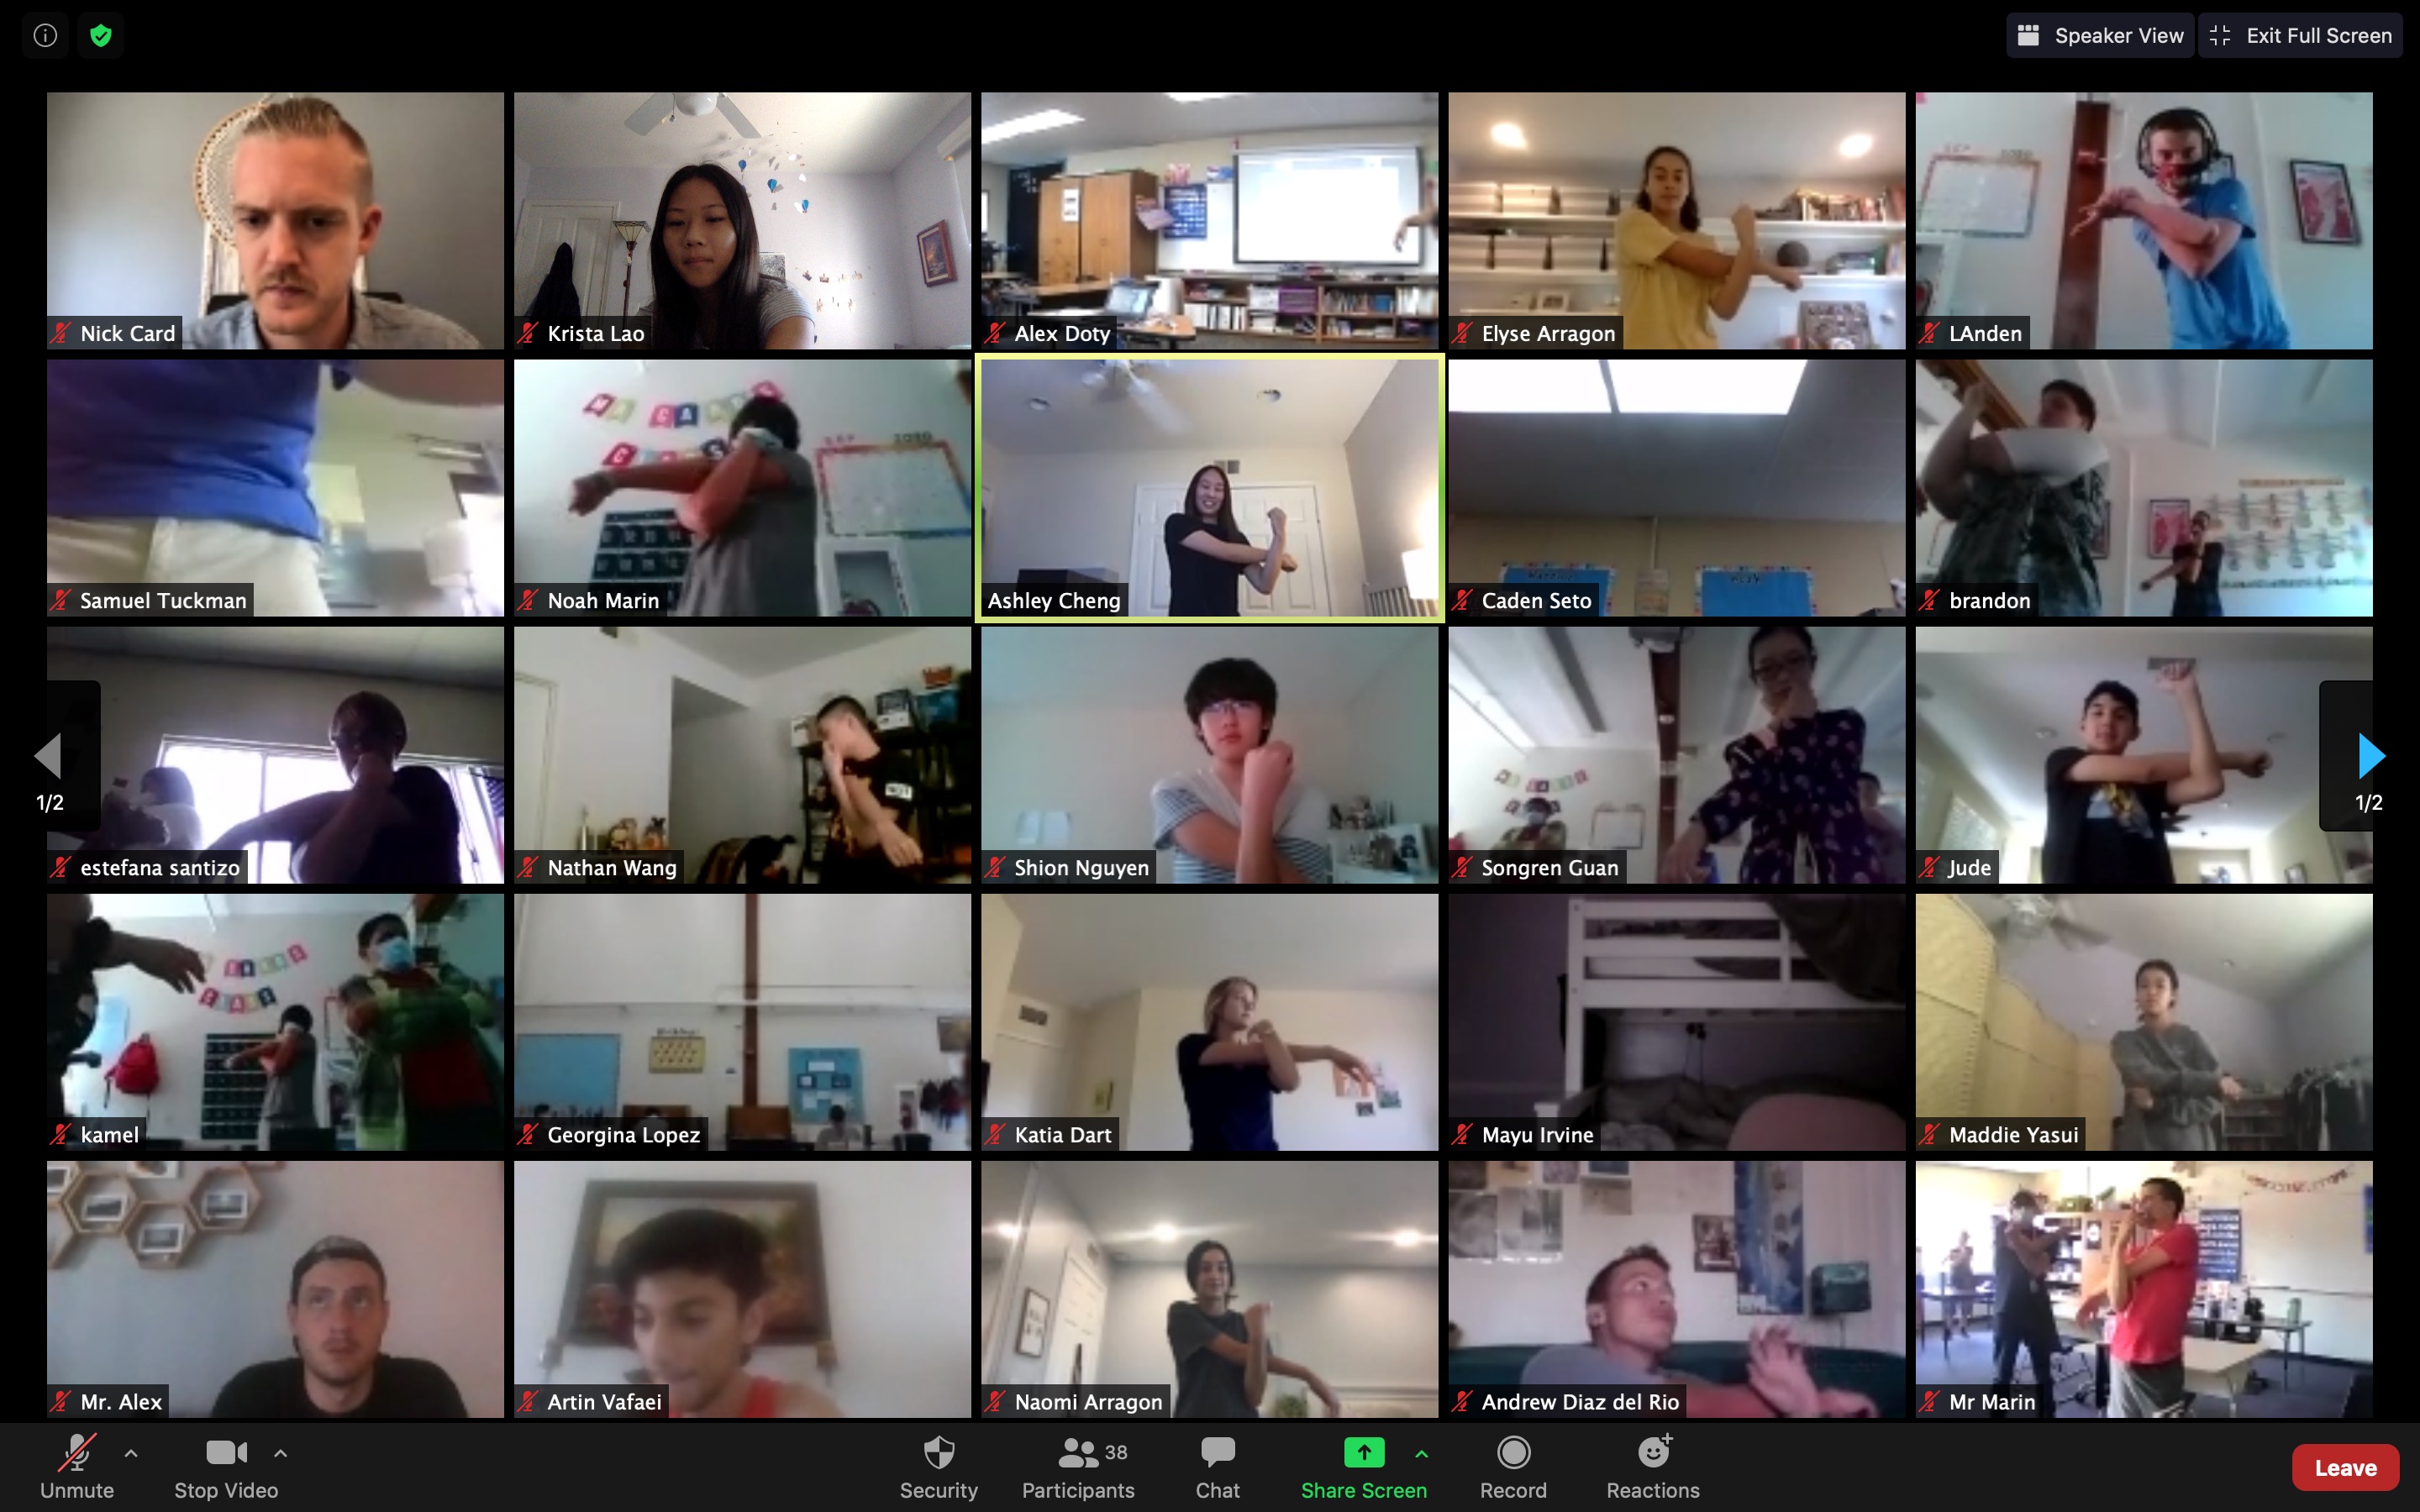 Speaker View
Exit Full Screen
Nick Card
Krista Lao
Alex Doty
Elyse Arragon
LAnden
Samuel Tuckman
Noah Marin
Ashley Cheng
Caden Seto
brandon
estefana santizo
Nathan Wang
Shion Nguyen
Songren Guan
Jude
1/2
1/2
kamel
Georgina Lopez
Katia Dart
Mayu Irvine
Maddie Yasui
Mr. Alex
Artin Vafaei
Naomi Arragon
Andrew Diaz del Rio
Mr Marin
38
Unmute
Stop Video
Security
Participants
Chat
Share Screen
Record
Reactions
Leave